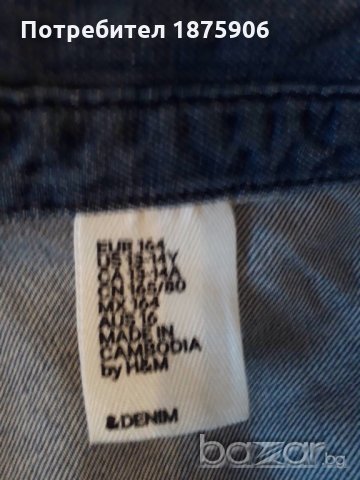 Потребител 1875906
EUR 164
US 13-14Y
CA 13-14A
CN 165/80
MX 164
AUS 16
MADE IN
CAMBODIA
by H&M
&DENIM
bazar.bg